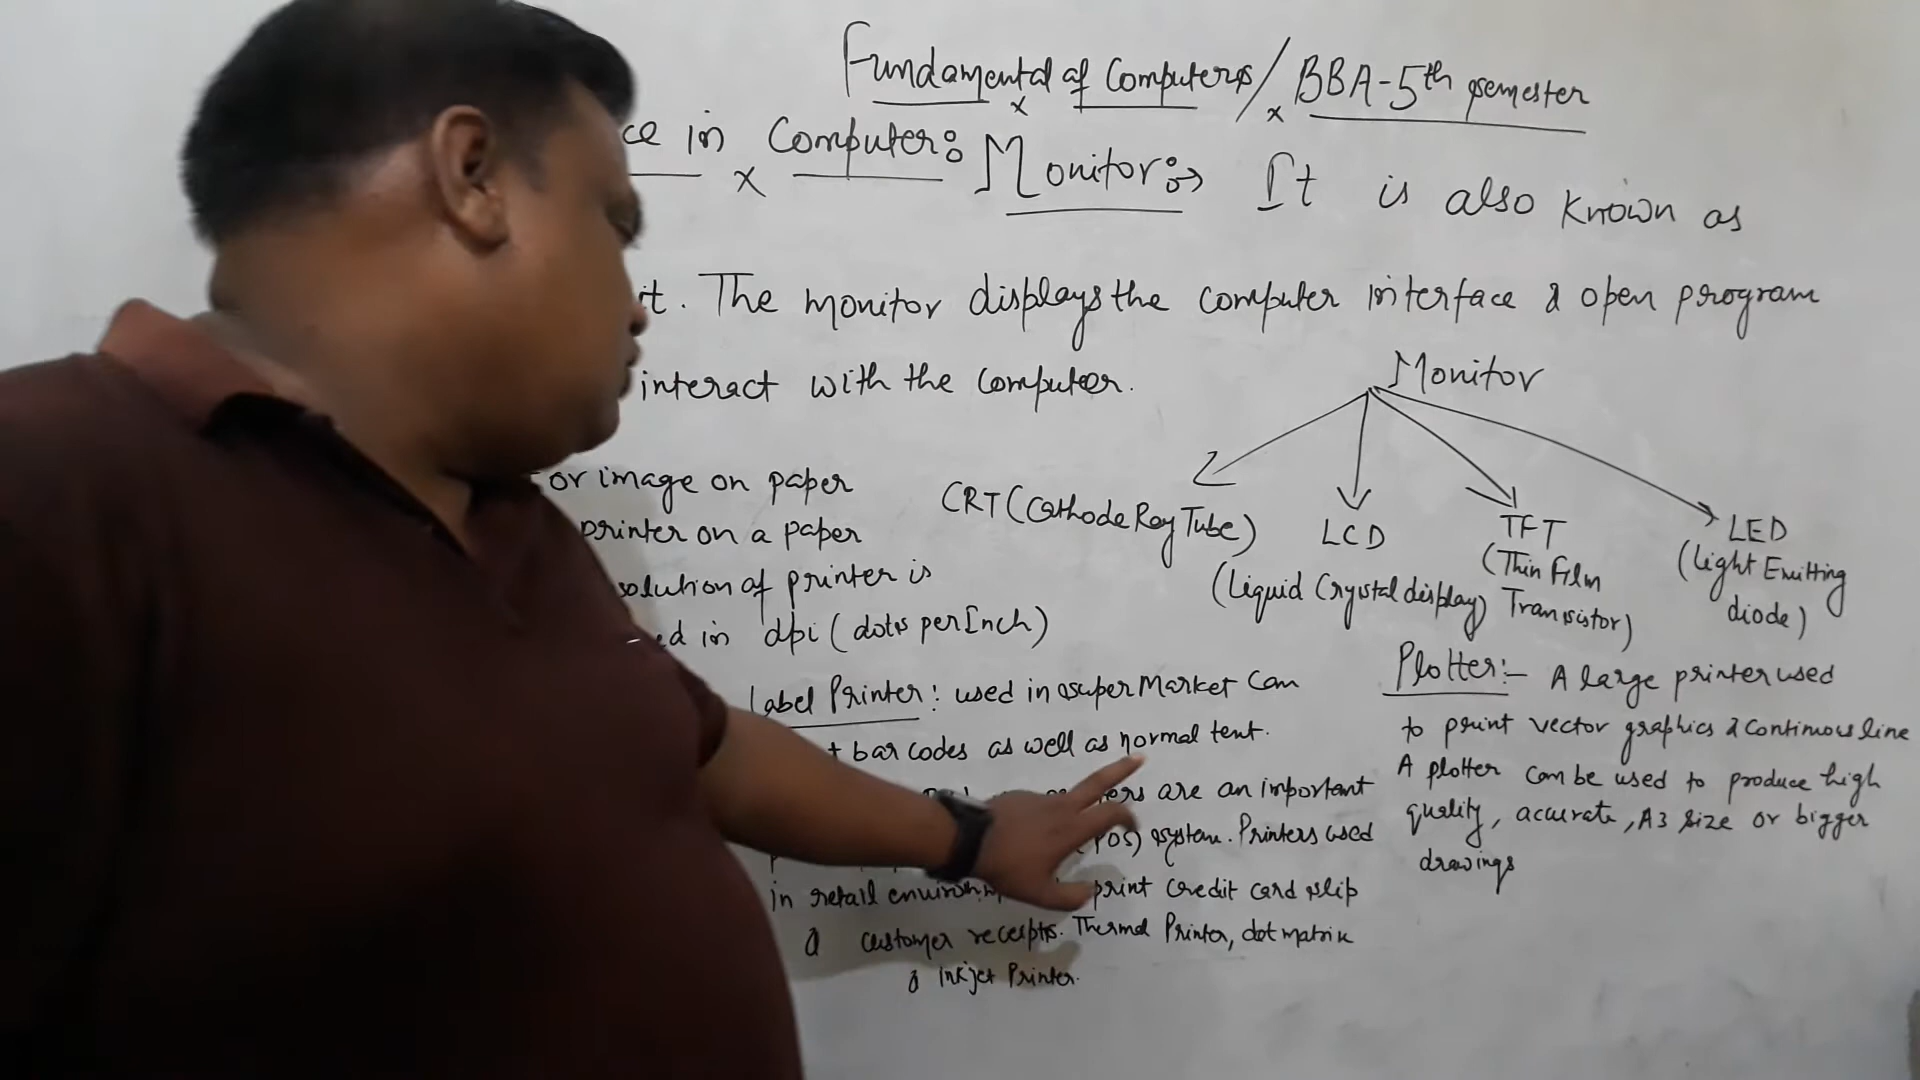 Fundamental of Computers / BBA-5th semester
ce in Computer: Monitor:→ It is also known as
it. The monitor displays the computer interface & open program
interact with the computer.
Monitor
CRT (Cathode Ray Tube)
LCD
(Liquid Crystal display)
TFT
(Thin Film
Transistor)
LED
(Light Emitting
diode)
or image on paper
printer on a paper
solution of printer is
ed in dpi (dots per Inch)
Label Printer: used in super Market can
bar codes as well as normal text.
ers are an important
(POS) system. Printers used
in retail print credit card slip
& customer receipts. Thermal Printer, dot matrix
& Inkjet Printer.
Plotter:- A large printer used
to print vector graphics & continuous line
A plotter can be used to produce high
quality, accurate, A3 size or bigger
drawings